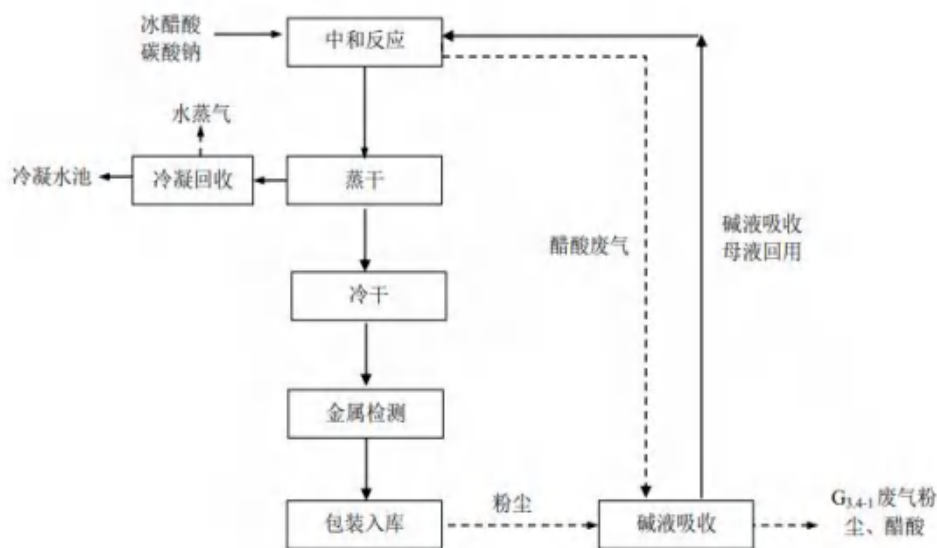 冰醋酸
碳酸钠
中和反应
水蒸气
冷凝水池
冷凝回收
蒸干
醋酸废气
碱液吸收
母液回用
冷干
金属检测
包装入库
粉尘
碱液吸收
G3.4-1 废气粉
尘、醋酸